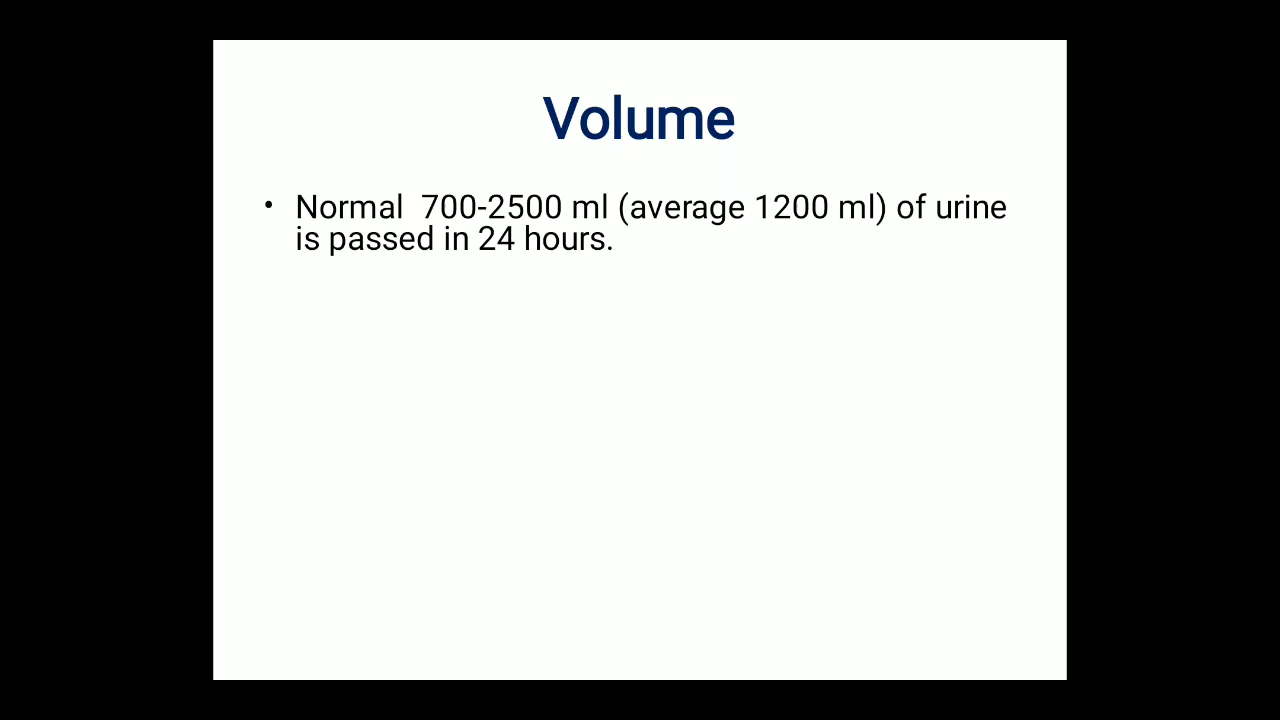 Volume
• Normal  700-2500 ml (average 1200 ml) of urine
is passed in 24 hours.